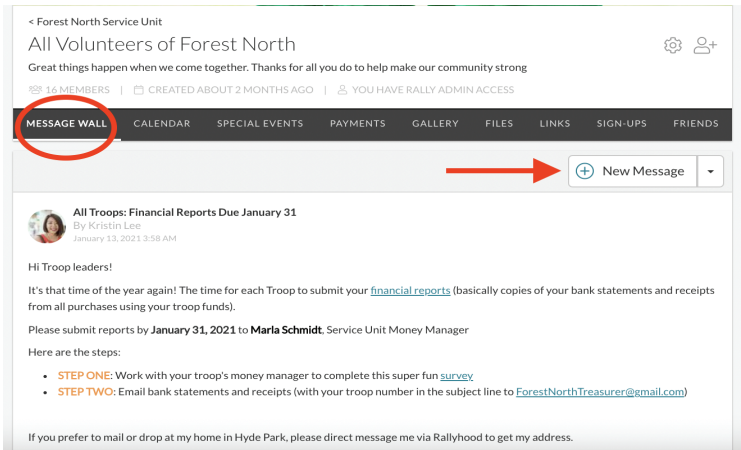 < Forest North Service Unit
All Volunteers of Forest North
Great things happen when we come together. Thanks for all you do to help make our community strong
16 MEMBERS | CREATED ABOUT 2 MONTHS AGO | YOU HAVE RALLY ADMIN ACCESS
MESSAGE WALL CALENDAR SPECIAL EVENTS PAYMENTS GALLERY FILES LINKS SIGN-UPS FRIENDS
New Message
All Troops: Financial Reports Due January 31
By Kristin Lee
January 13, 2021 3:58 AM
Hi Troop leaders!
It's that time of the year again! The time for each Troop to submit your financial reports (basically copies of your bank statements and receipts
from all purchases using your troop funds).
Please submit reports by January 31, 2021 to Marla Schmidt, Service Unit Money Manager
Here are the steps:
• STEP ONE: Work with your troop's money manager to complete this super fun survey
• STEP TWO: Email bank statements and receipts (with your troop number in the subject line to ForestNorthTreasurer@gmail.com)
If you prefer to mail or drop at my home in Hyde Park, please direct message me via Rallyhood to get my address.